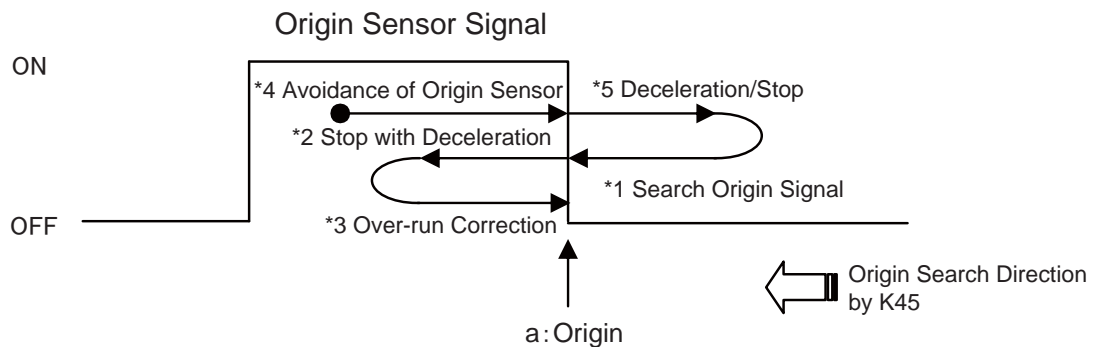 Origin Sensor Signal
ON
*4 Avoidance of Origin Sensor
*5 Deceleration/Stop
*2 Stop with Deceleration
*1 Search Origin Signal
OFF
*3 Over-run Correction
Origin Search Direction
by K45
a:Origin